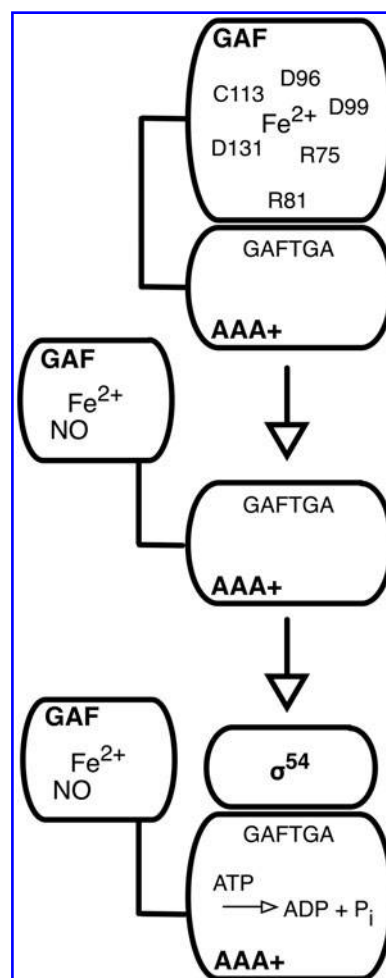 GAF
D96
C113
D99
Fe²⁺
D131
R75
R81
GAFTGA
AAA+
GAF
Fe²⁺
NO
GAFTGA
AAA+
GAF
Fe²⁺
NO
σ⁵⁴
GAFTGA
ATP
ADP + Pᵢ
AAA+